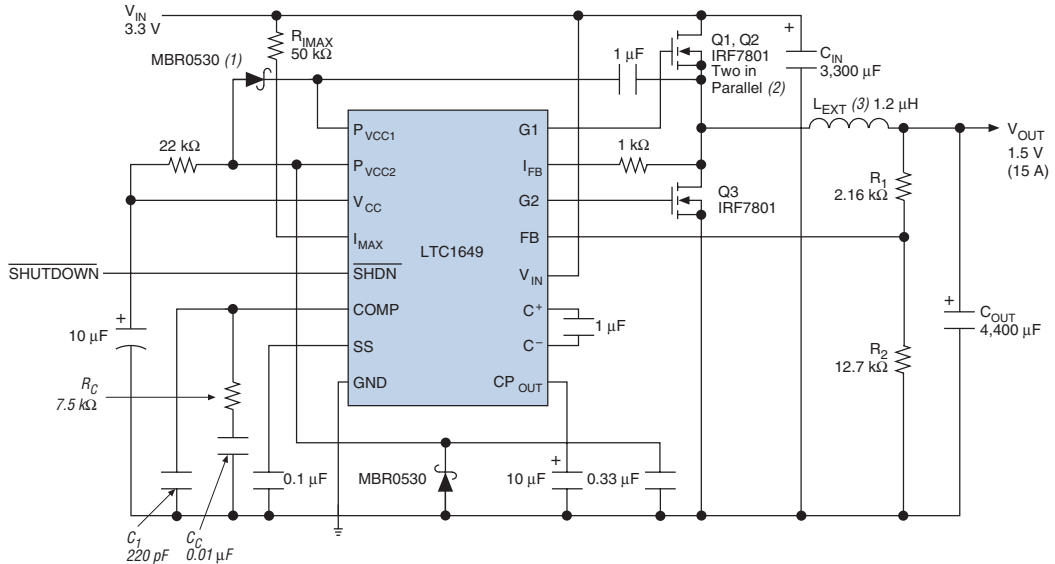 V_IN
3.3 V
R_IMAX
50 kΩ
MBR0530 (1)
1 µF
Q1, Q2
IRF7801
Two in
Parallel (2)
+
C_IN
3,300 µF
L_EXT (3) 1.2 µH
V_OUT
1.5 V
(15 A)
P_VCC1
G1
22 kΩ
P_VCC2
I_FB
1 kΩ
R_1
2.16 kΩ
V_CC
G2
Q3
IRF7801
I_MAX
LTC1649
FB
SHUTDOWN
SHDN
V_IN
COMP
C+
+
10 µF
1 µF
+
C_OUT
4,400 µF
SS
C−
R_2
12.7 kΩ
GND
CP_OUT
R_C
7.5 kΩ
0.1 µF
MBR0530
+
10 µF
0.33 µF
C_1
220 pF
C_C
0.01 µF